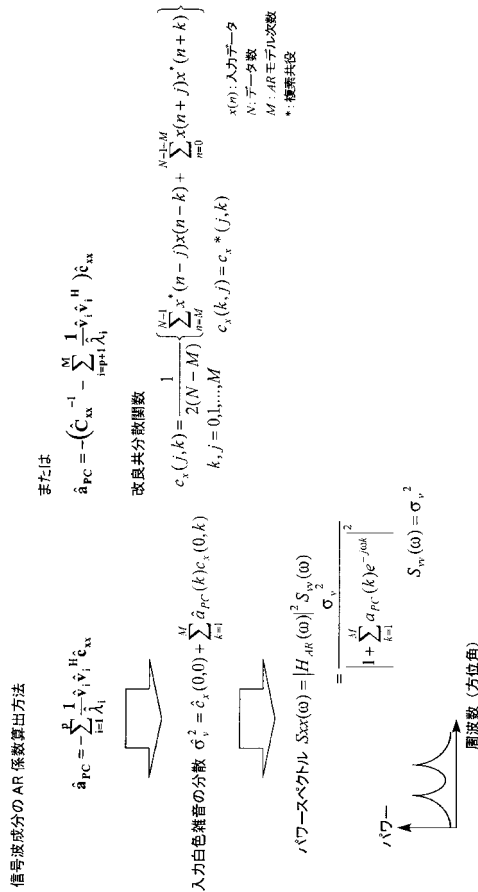 信号波成分の AR 係数算出方法
â_PC = -∑_{i=1}^{p} (1/λ̂_i) v̂_i v̂_i^H ĉ_xx
または
â_PC = -(Ĉ_xx^{-1} - ∑_{i=p+1}^{M} (1/λ̂_i) v̂_i v̂_i^H) ĉ_xx
入力白色雑音の分散 σ̂_v^2 = ĉ_x(0,0) + ∑_{k=1}^{M} â_PC(k) c_x(0,k)
改良共分散関数
c_x(j,k) = 1/(2(N-M)) { ∑_{n=M}^{N-1} x^*(n-j)x(n-k) + ∑_{n=0}^{N-1-M} x(n+j)x^*(n+k) }
k, j = 0,1,...,M
c_x(k,j) = c_x*(j,k)
x(n): 入力データ
N: データ数
M: AR モデル次数
*: 複素共役
パワースペクトル Sxx(ω) = |H_AR(ω)|^2 S_vv(ω)
= σ_v^2 / |1 + ∑_{k=1}^{M} a_PC(k)e^{-jωk}|^2
S_vv(ω) = σ_v^2
パワー
周波数 (方位角)